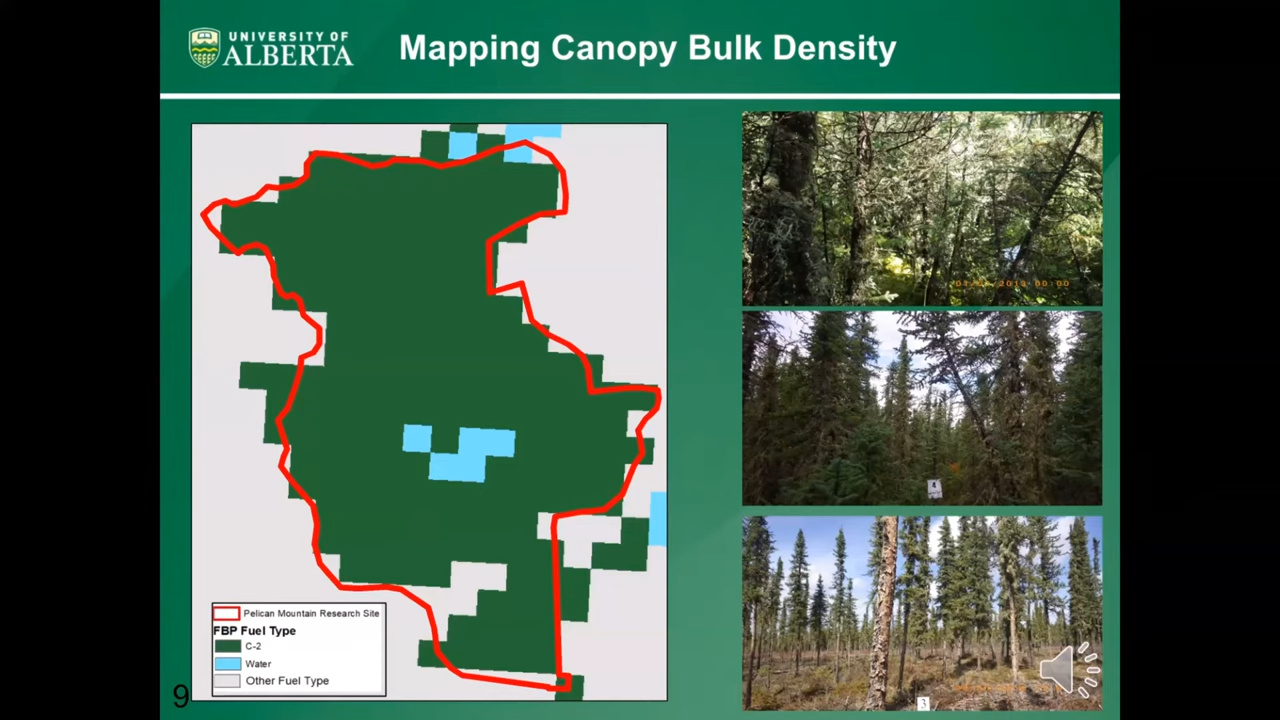 UNIVERSITY OF
ALBERTA
Mapping Canopy Bulk Density
Pelican Mountain Research Site
FBP Fuel Type
C-2
Water
Other Fuel Type
9
3